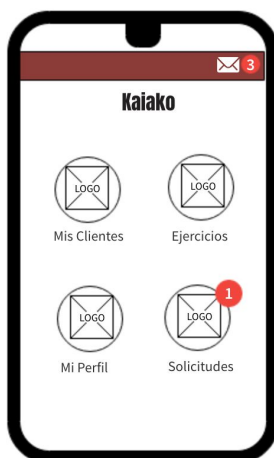 3
Kaiako
LOGO LOGO
Mis Clientes Ejercicios
1
LOGO LOGO
Mi Perfil Solicitudes